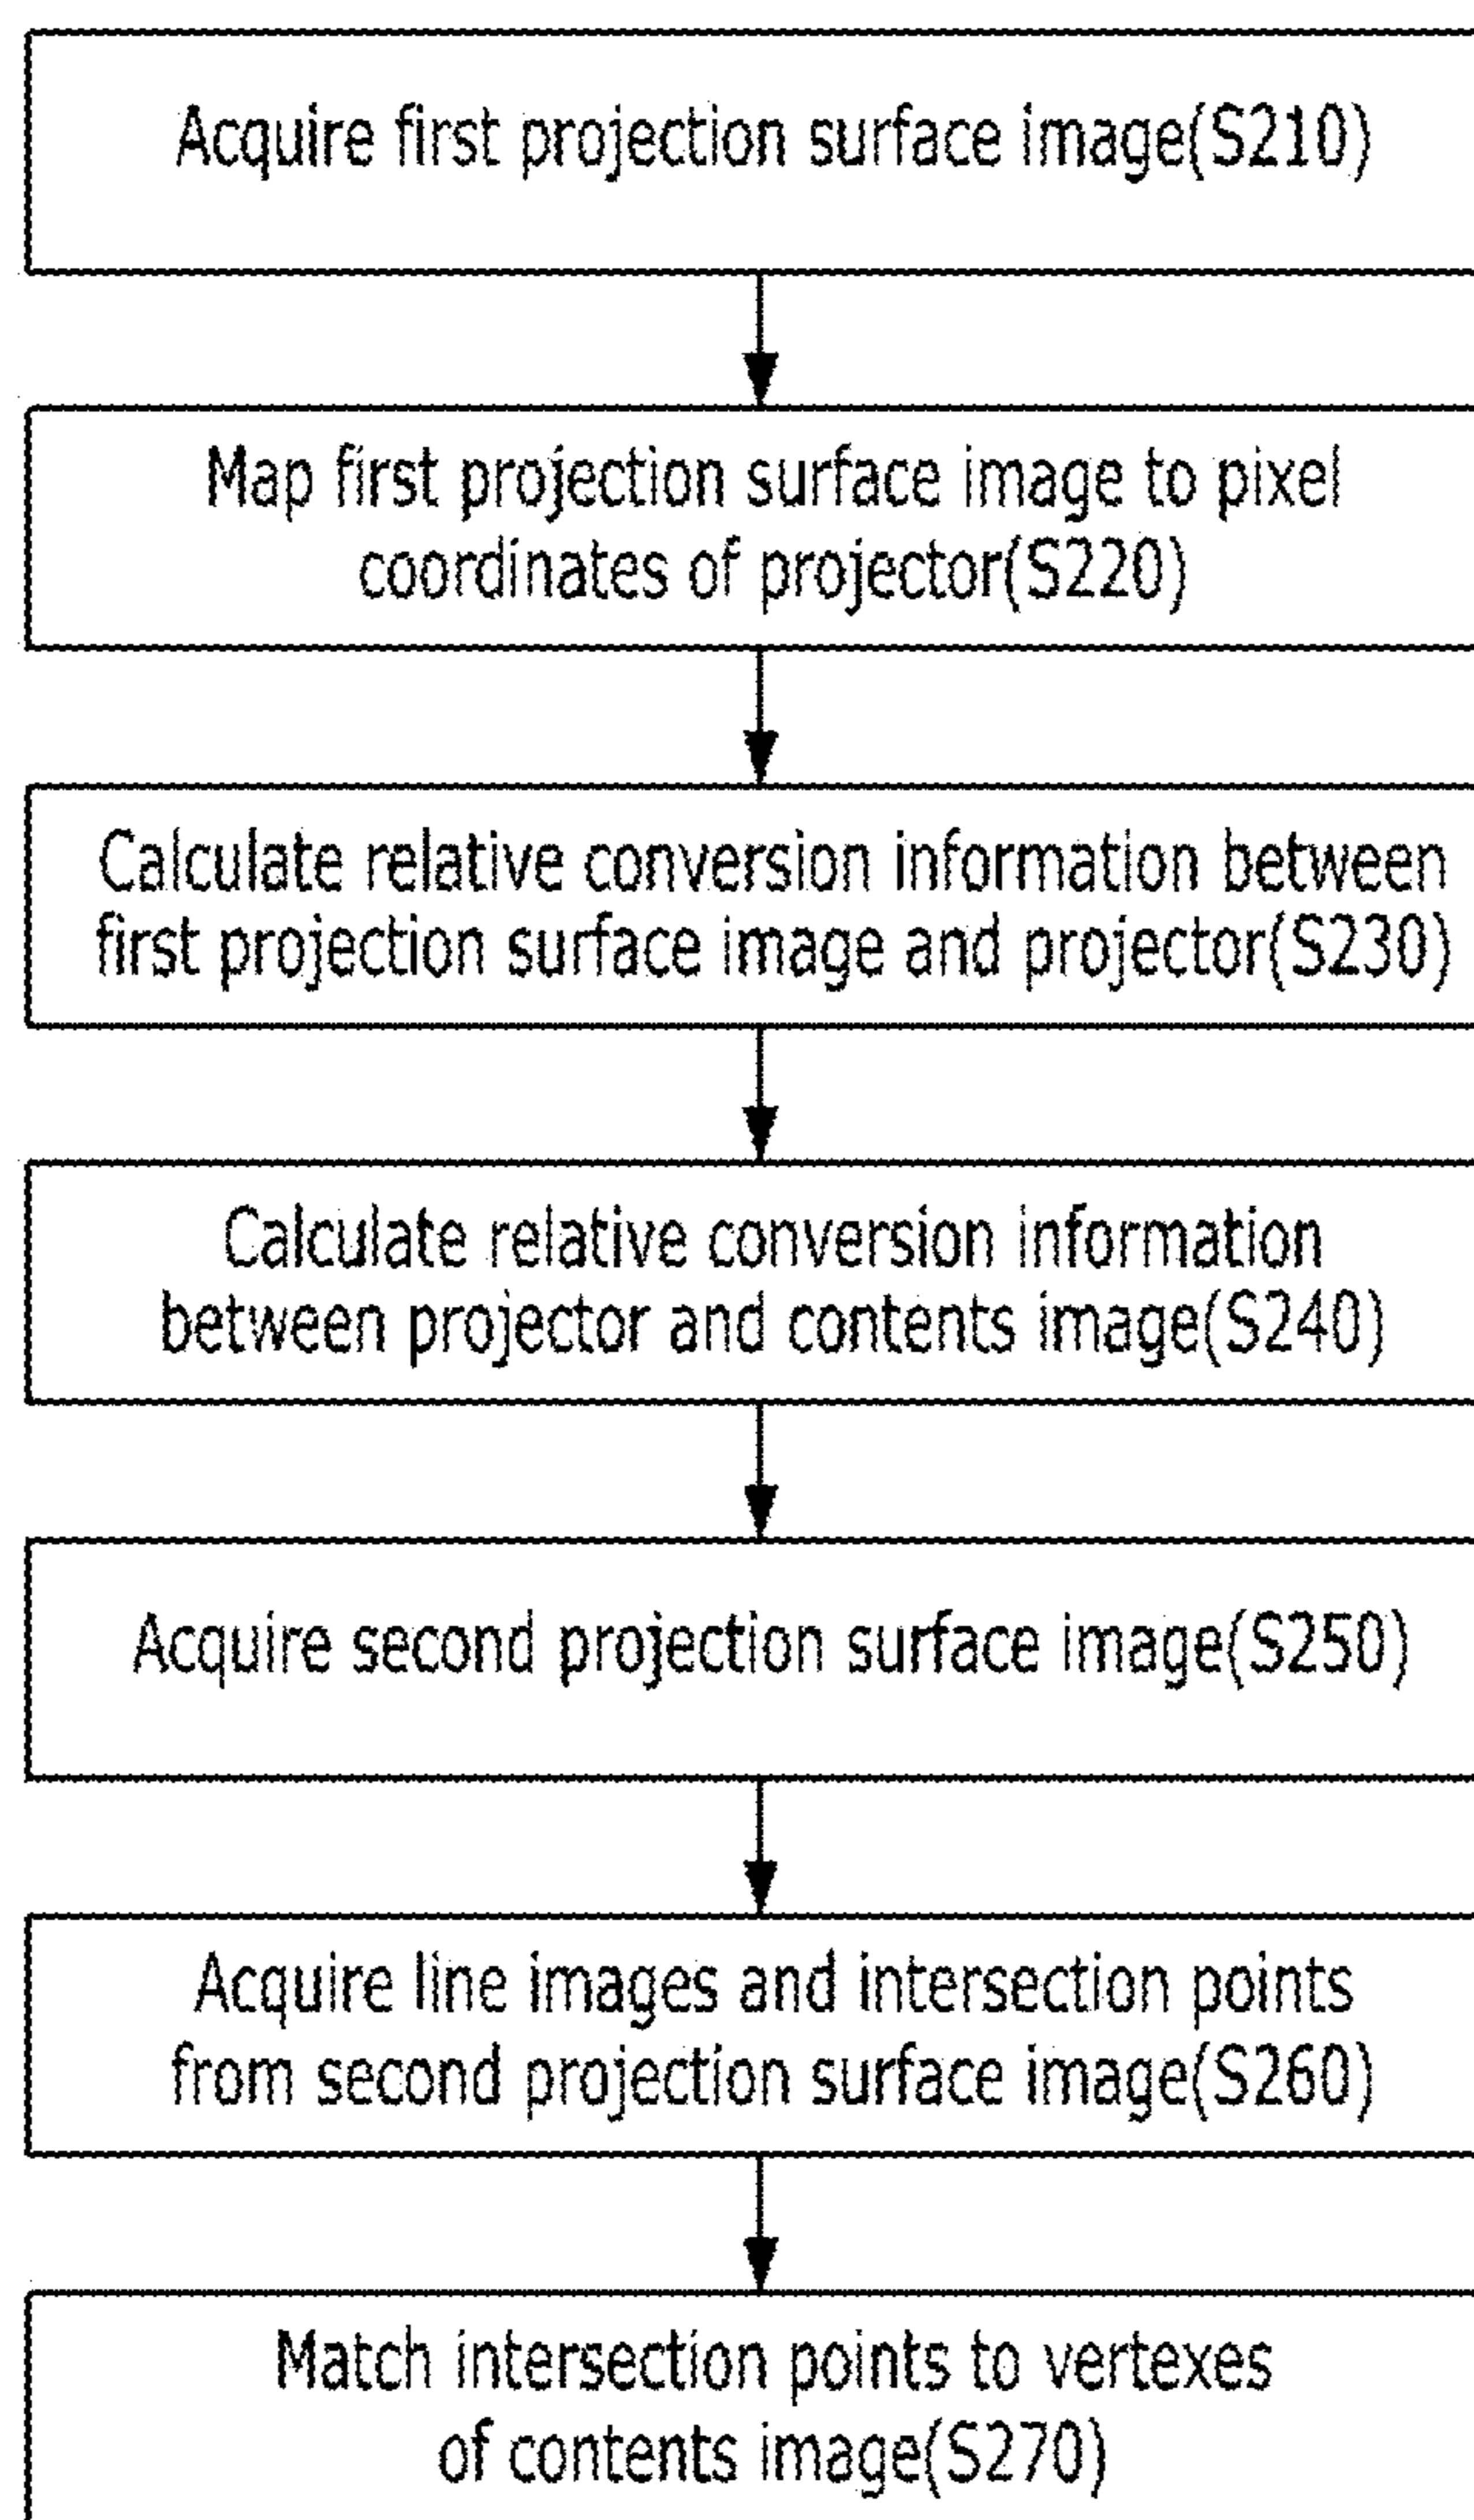 Acquire first projection surface image(S210)
Map first projection surface image to pixel
coordinates of projector(S220)
Calculate relative conversion information between
first projection surface image and projector(S230)
Calculate relative conversion information
between projector and contents image(S240)
Acquire second projection surface image(S250)
Acquire line images and intersection points
from second projection surface image(S260)
Match intersection points to vertexes
of contents image(S270)